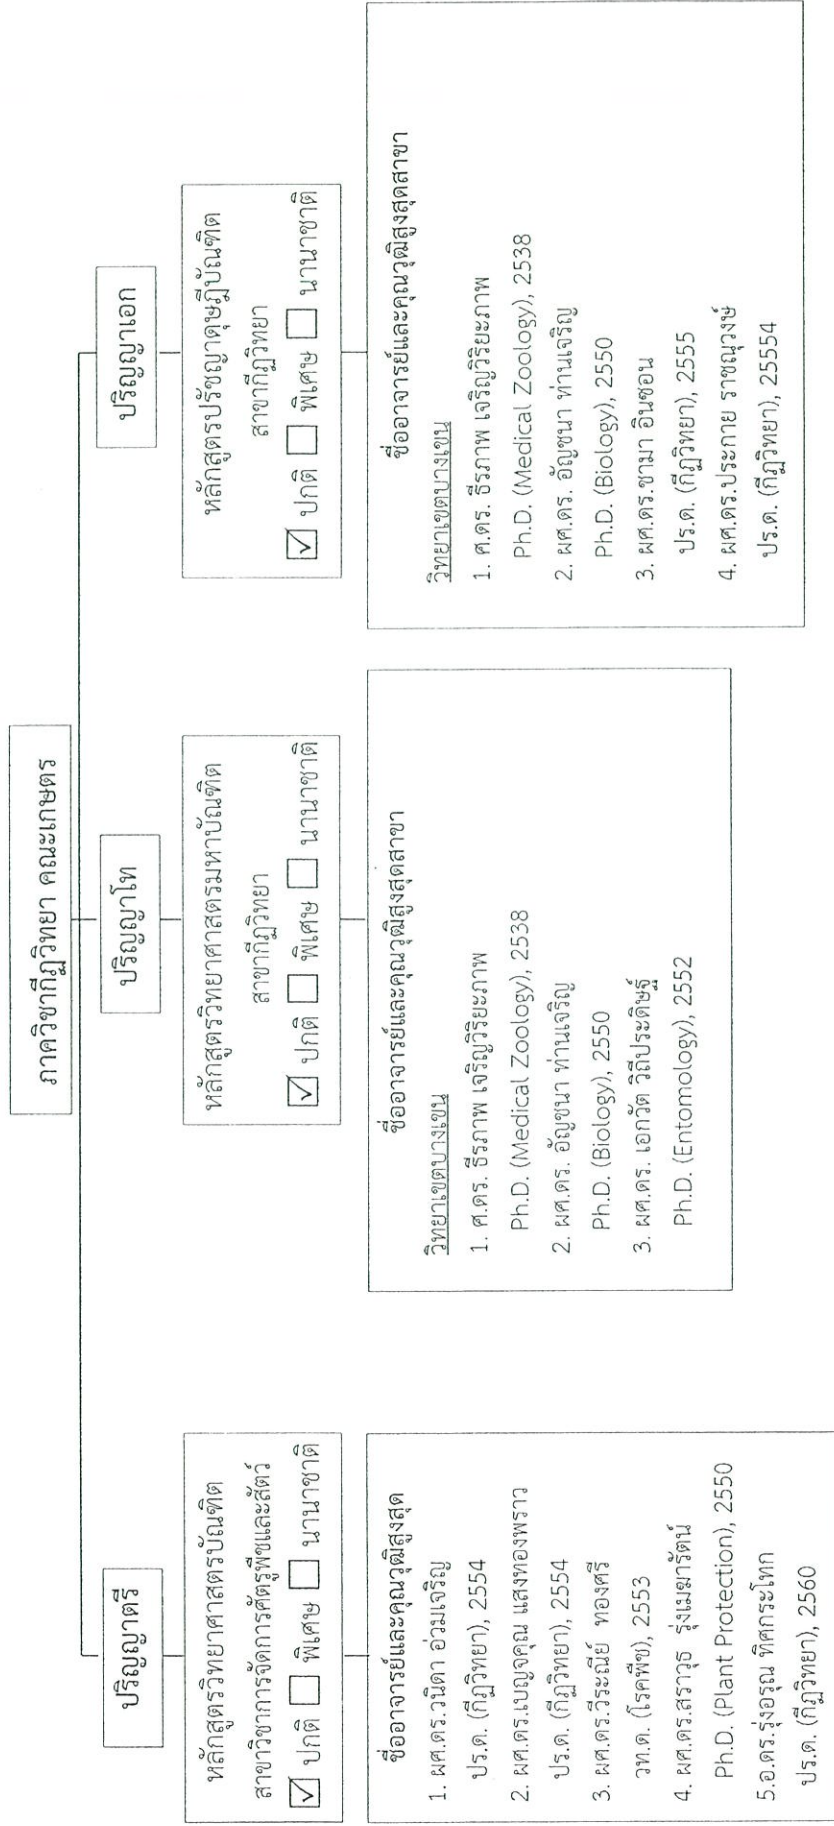 ภาควิชากีฏวิทยา คณะเกษตร
ปริญญาตรี
หลักสูตรวิทยาศาสตรบัณฑิต
สาขาวิชาการจัดการศัตรูพืชและสัตว์
☑ ปกติ ☐ พิเศษ ☐ นานาชาติ
ชื่ออาจารย์และคุณวุฒิสูงสุด
1. ผศ.ดร.วนิดา อ่วมเจริญ
ปร.ด. (กีฏวิทยา), 2554
2. ผศ.ดร.เบญจคุณ แสงทองพราว
ปร.ด. (กีฏวิทยา), 2554
3. ผศ.ดร.วีระณีย์ ทองศรี
วท.ด. (โรคพืช), 2553
4. ผศ.ดร.สราวุธ รุ่งเมฆารัตน์
Ph.D. (Plant Protection), 2550
5.อ.ดร.รุ่งอรุณ ทิศกระโทก
ปร.ด. (กีฏวิทยา), 2560
ปริญญาโท
หลักสูตรวิทยาศาสตรมหาบัณฑิต
สาขากีฏวิทยา
☑ ปกติ ☐ พิเศษ ☐ นานาชาติ
ชื่ออาจารย์และคุณวุฒิสูงสุดสาขา
วิทยาเขตบางเขน
1. ศ.ดร. ธีรภาพ เจริญวิริยะภาพ
Ph.D. (Medical Zoology), 2538
2. ผศ.ดร. อัญชนา ท่านเจริญ
Ph.D. (Biology), 2550
3. ผศ.ดร. เอกวัต วิถีประดิษฐ์
Ph.D. (Entomology), 2552
ปริญญาเอก
หลักสูตรปรัชญาดุษฎีบัณฑิต
สาขากีฏวิทยา
☑ ปกติ ☐ พิเศษ ☐ นานาชาติ
ชื่ออาจารย์และคุณวุฒิสูงสุดสาขา
วิทยาเขตบางเขน
1. ศ.ดร. ธีรภาพ เจริญวิริยะภาพ
Ph.D. (Medical Zoology), 2538
2. ผศ.ดร. อัญชนา ท่านเจริญ
Ph.D. (Biology), 2550
3. ผศ.ดร.ชามา อินซอน
ปร.ด. (กีฏวิทยา), 2555
4. ผศ.ดร.ประกาย ราชณุวงษ์
ปร.ด. (กีฏวิทยา), 25554